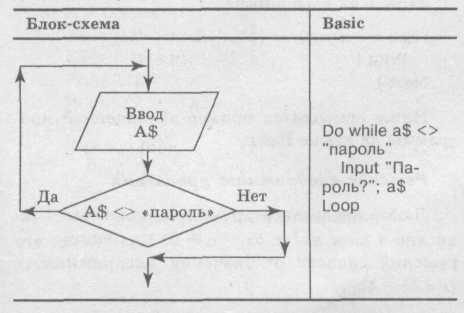 Блок-схема
Basic
Ввод
A$
Да
A$ <> «пароль»
Нет
Do while a$ <>
"пароль"
Input "Па-
роль?"; a$
Loop